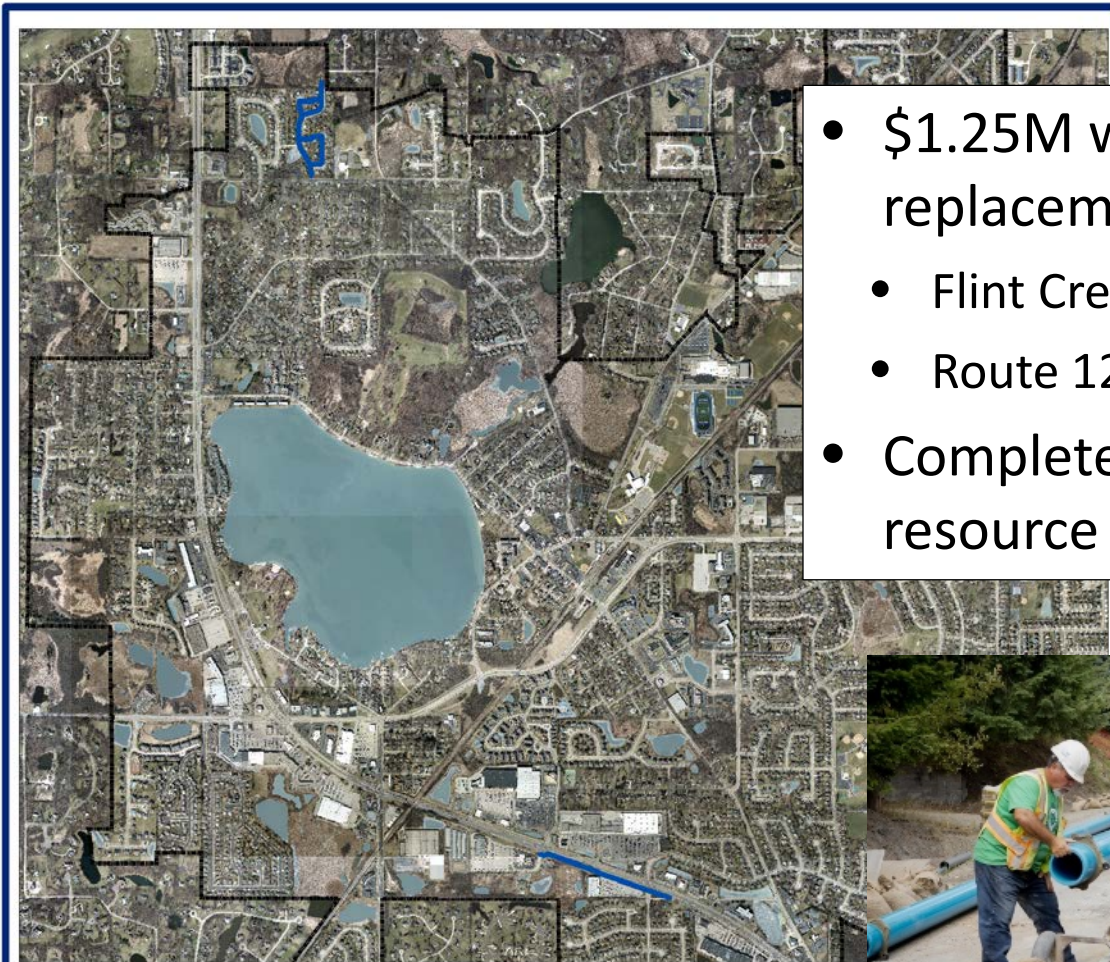 • $1.25M w
replacem
• Flint Cre
• Route 12
• Complete
resource